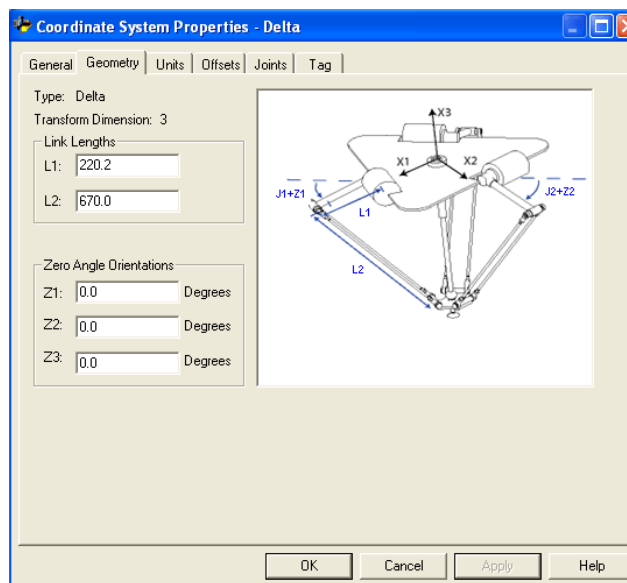 Coordinate System Properties - Delta
General Geometry Units Offsets Joints Tag
Type: Delta
Transform Dimension: 3
Link Lengths
L1: 220.2
L2: 670.0
Zero Angle Orientations
Z1: 0.0 Degrees
Z2: 0.0 Degrees
Z3: 0.0 Degrees
X3
X1 X2
J1+Z1 J2+Z2
L1
L2
OK Cancel Apply Help